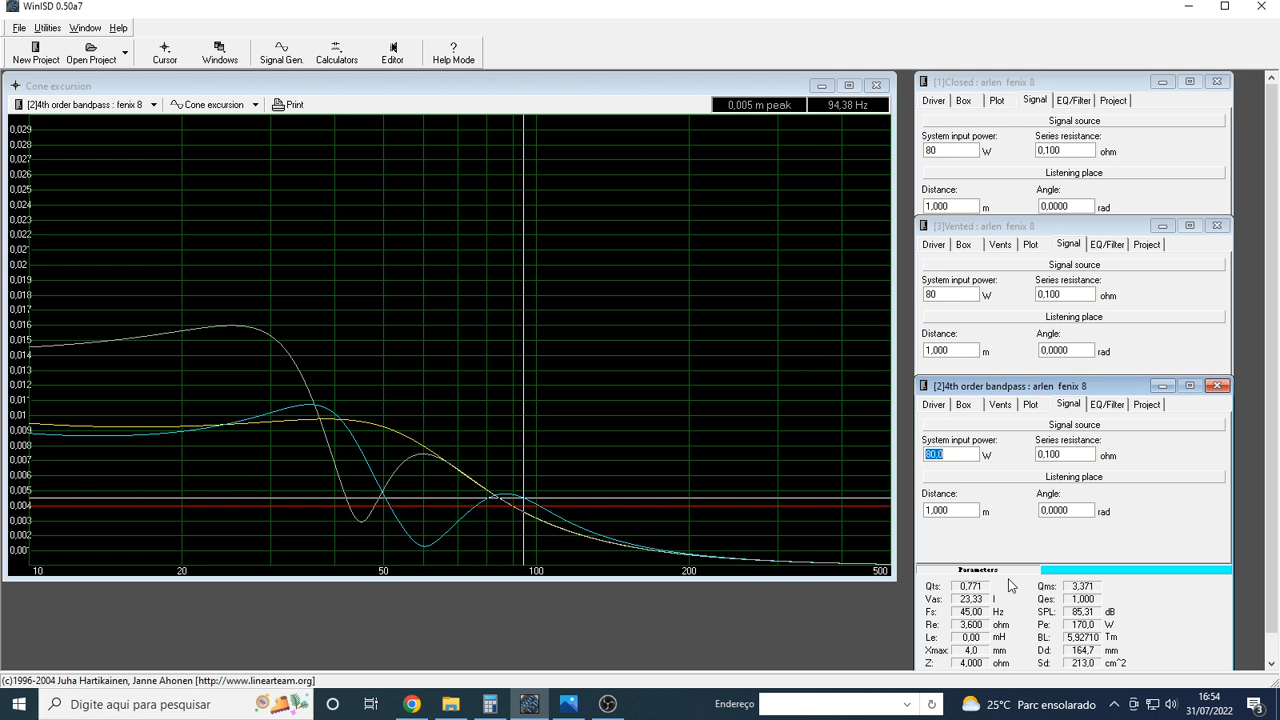 WinISD 0.50a7
File Utilities Window Help
New Project Open Project Cursor Windows Signal Gen. Calculators Editor Help Mode
Cone excursion
[2]4th order bandpass : fenix 8 Cone excursion Print 0,005 m peak 94,38 Hz
0,029
0,028
0,027
0,026
0,025
0,024
0,023
0,022
0,021
0,02
0,019
0,018
0,017
0,016
0,015
0,014
0,013
0,012
0,011
0,01
0,009
0,008
0,007
0,006
0,005
0,004
0,003
0,002
0,00
10 20 50 100 200 500
[1]Closed : arlen fenix 8
Driver Box Plot Signal EQ/Filter Project
Signal source
System input power: Series resistance:
80 W 0,100 ohm
Listening place
Distance: Angle:
1,000 m 0,0000 rad
[3]Vented : arlen fenix 8
Driver Box Vents Plot Signal EQ/Filter Project
Signal source
System input power: Series resistance:
80 W 0,100 ohm
Listening place
Distance: Angle:
1,000 m 0,0000 rad
[2]4th order bandpass : arlen fenix 8
Driver Box Vents Plot Signal EQ/Filter Project
Signal source
System input power: Series resistance:
80,0 W 0,100 ohm
Listening place
Distance: Angle:
1,000 m 0,0000 rad
Parameters
Qts: 0,771 Qms: 3,371
Vas: 23,33 l Qes: 1,000
Fs: 45,00 Hz SPL: 85,31 dB
Re: 3,600 ohm Pe: 170,0 W
Le: 0,00 mH BL: 5,92710 Tm
Xmax: 4,0 mm Dd: 164,7 mm
Z: 4,000 ohm Sd: 213,0 cm^2
(c)1996-2004 Juha Hartikainen, Janne Ahonen [http://www.linearteam.org]
Digite aqui para pesquisar Endereço 25°C Parc ensolarado 16:54
31/07/2022 3